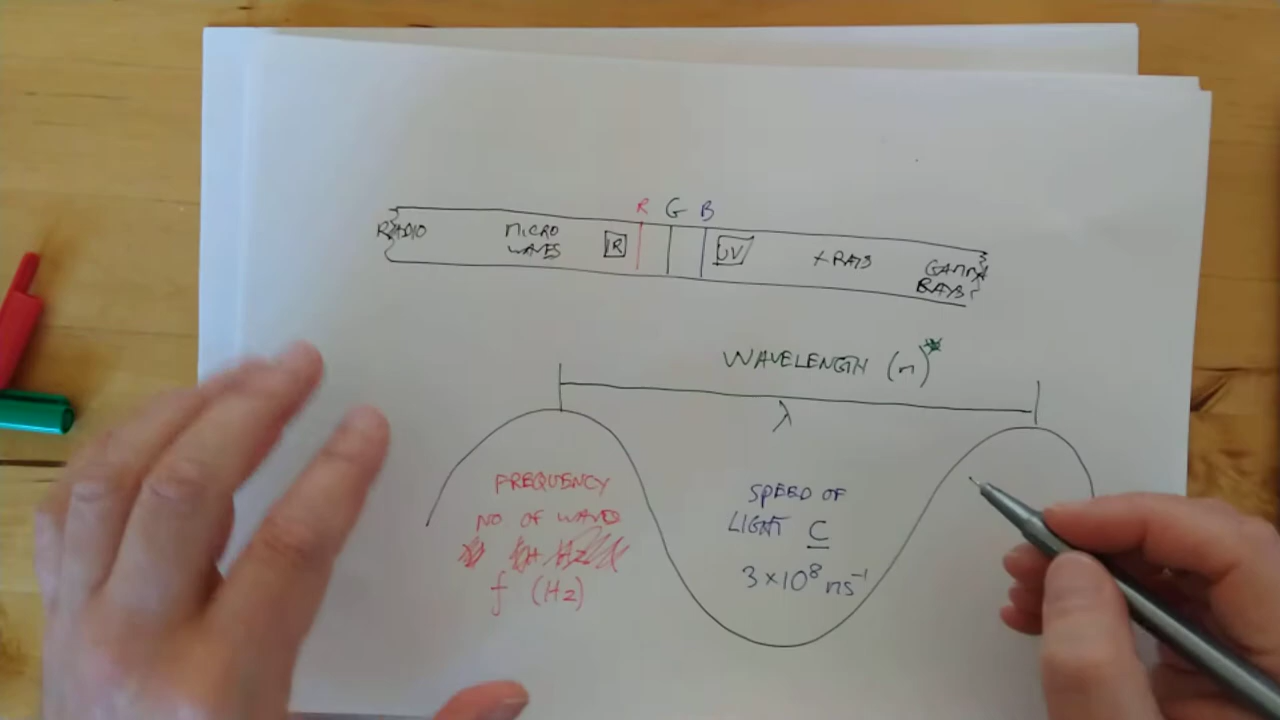 R G B
RADIO MICRO WAVES IR UV X RAYS GAMMA RAYS
WAVELENGTH (m)*
λ
FREQUENCY
NO OF WAVES
f (Hz)
SPEED OF
LIGHT C
3×10⁸ ms⁻¹